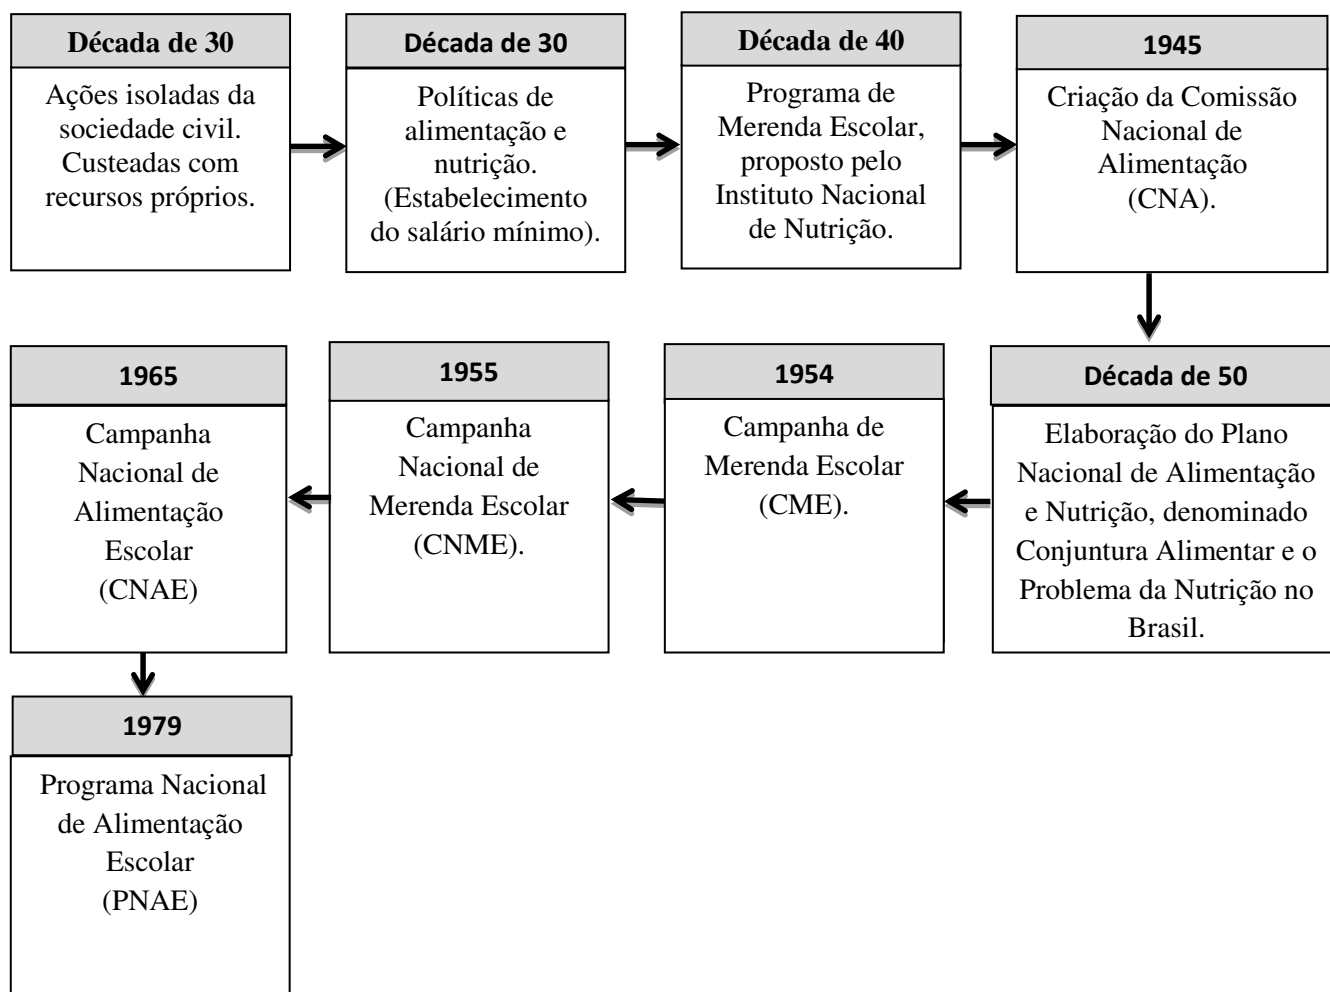 Década de 30
Ações isoladas da
sociedade civil.
Custeadas com
recursos próprios.
Década de 30
Políticas de
alimentação e
nutrição.
(Estabelecimento
do salário mínimo).
Década de 40
Programa de
Merenda Escolar,
proposto pelo
Instituto Nacional
de Nutrição.
1945
Criação da Comissão
Nacional de
Alimentação
(CNA).
Década de 50
Elaboração do Plano
Nacional de Alimentação
e Nutrição, denominado
Conjuntura Alimentar e o
Problema da Nutrição no
Brasil.
1954
Campanha de
Merenda Escolar
(CME).
1955
Campanha
Nacional de
Merenda Escolar
(CNME).
1965
Campanha
Nacional de
Alimentação
Escolar
(CNAE)
1979
Programa Nacional
de Alimentação
Escolar
(PNAE)